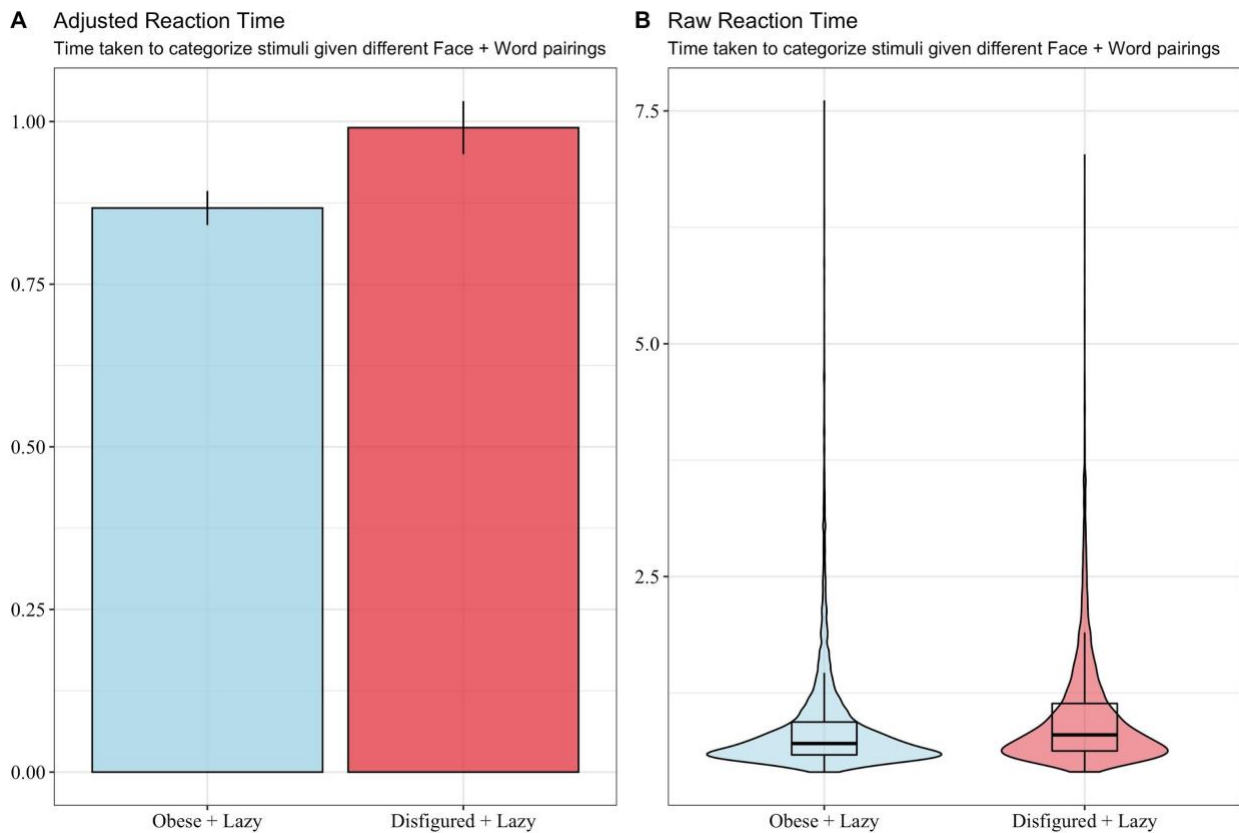 A Adjusted Reaction Time
Time taken to categorize stimuli given different Face + Word pairings
1.00
0.75
0.50
0.25
0.00
Obese + Lazy Disfigured + Lazy
B Raw Reaction Time
Time taken to categorize stimuli given different Face + Word pairings
7.5
5.0
2.5
Obese + Lazy Disfigured + Lazy